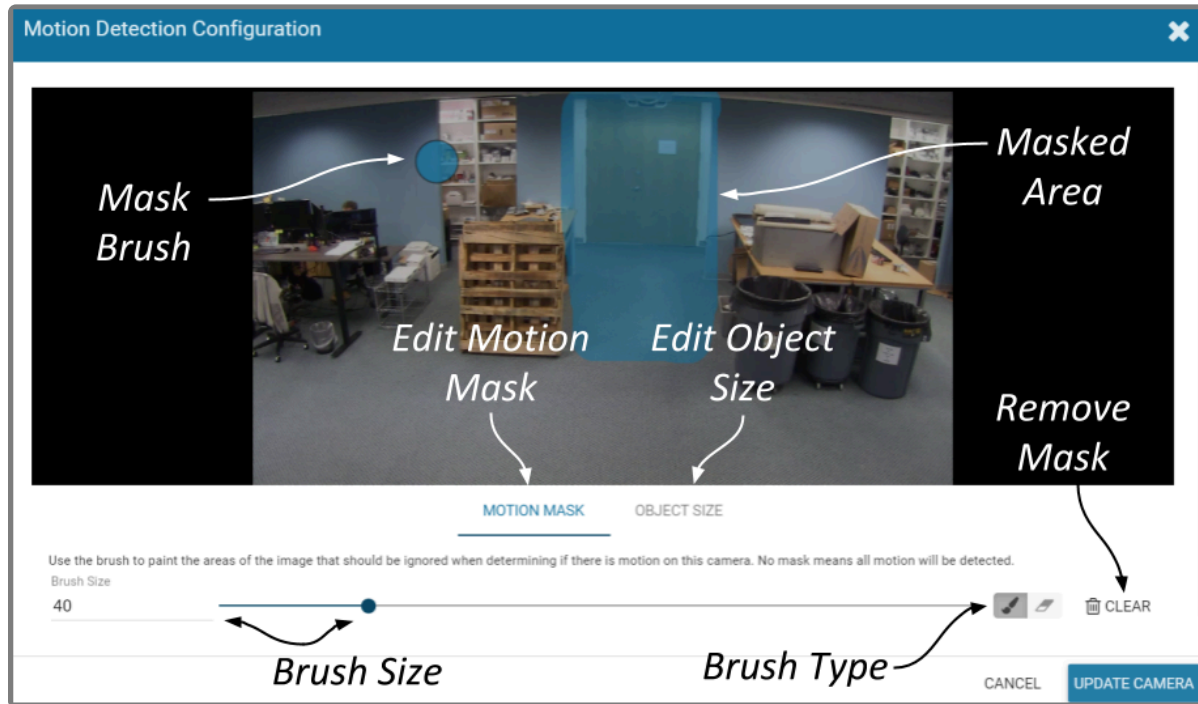 Motion Detection Configuration
Mask
Brush
Masked
Area
Edit Motion
Mask
Edit Object
Size
Remove
Mask
MOTION MASK
OBJECT SIZE
Use the brush to paint the areas of the image that should be ignored when determining if there is motion on this camera. No mask means all motion will be detected.
Brush Size
40
CLEAR
Brush Size
Brush Type
CANCEL
UPDATE CAMERA